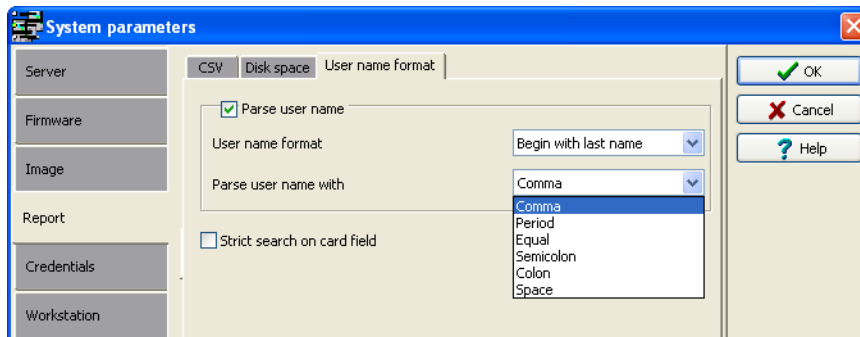 System parameters
Server
Firmware
Image
Report
Credentials
Workstation
CSV Disk space User name format
Parse user name
User name format Begin with last name
Parse user name with Comma
Comma
Period
Equal
Semicolon
Colon
Space
Strict search on card field
OK
Cancel
Help